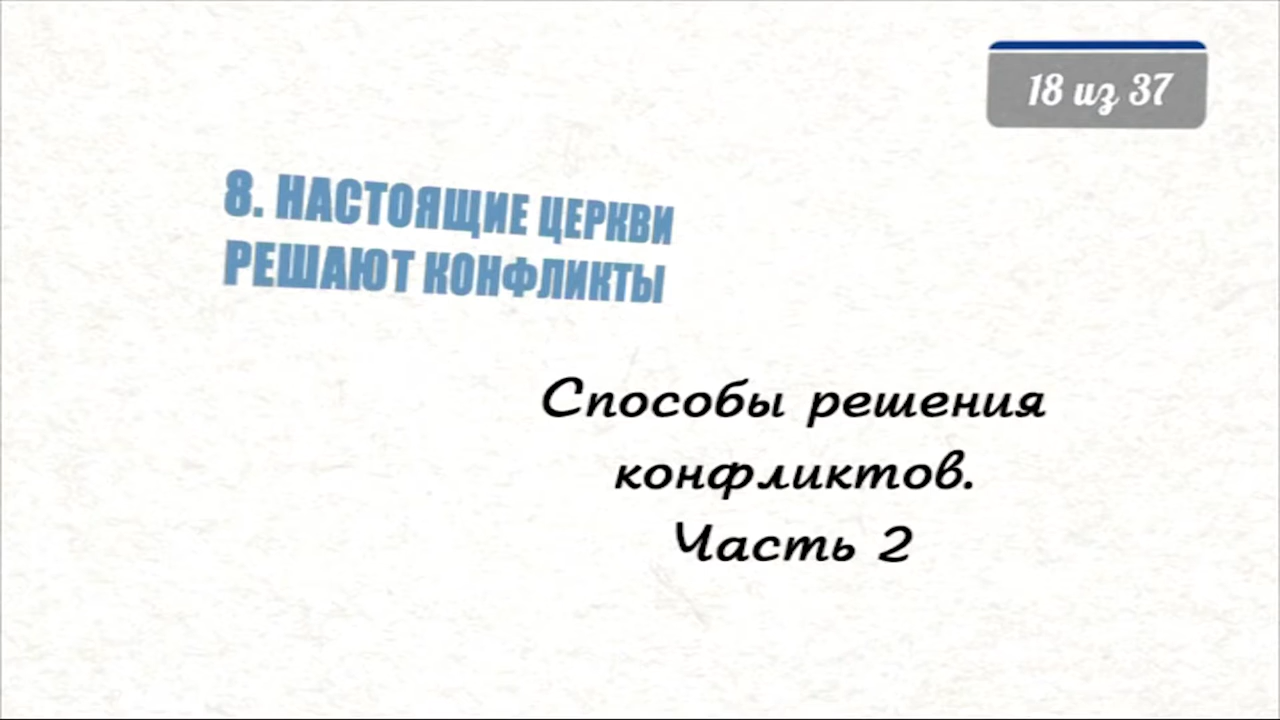 18 из 37
8. НАСТОЯЩИЕ ЦЕРКВИ
РЕШАЮТ КОНФЛИКТЫ
Способы решения
конфликтов.
Часть 2